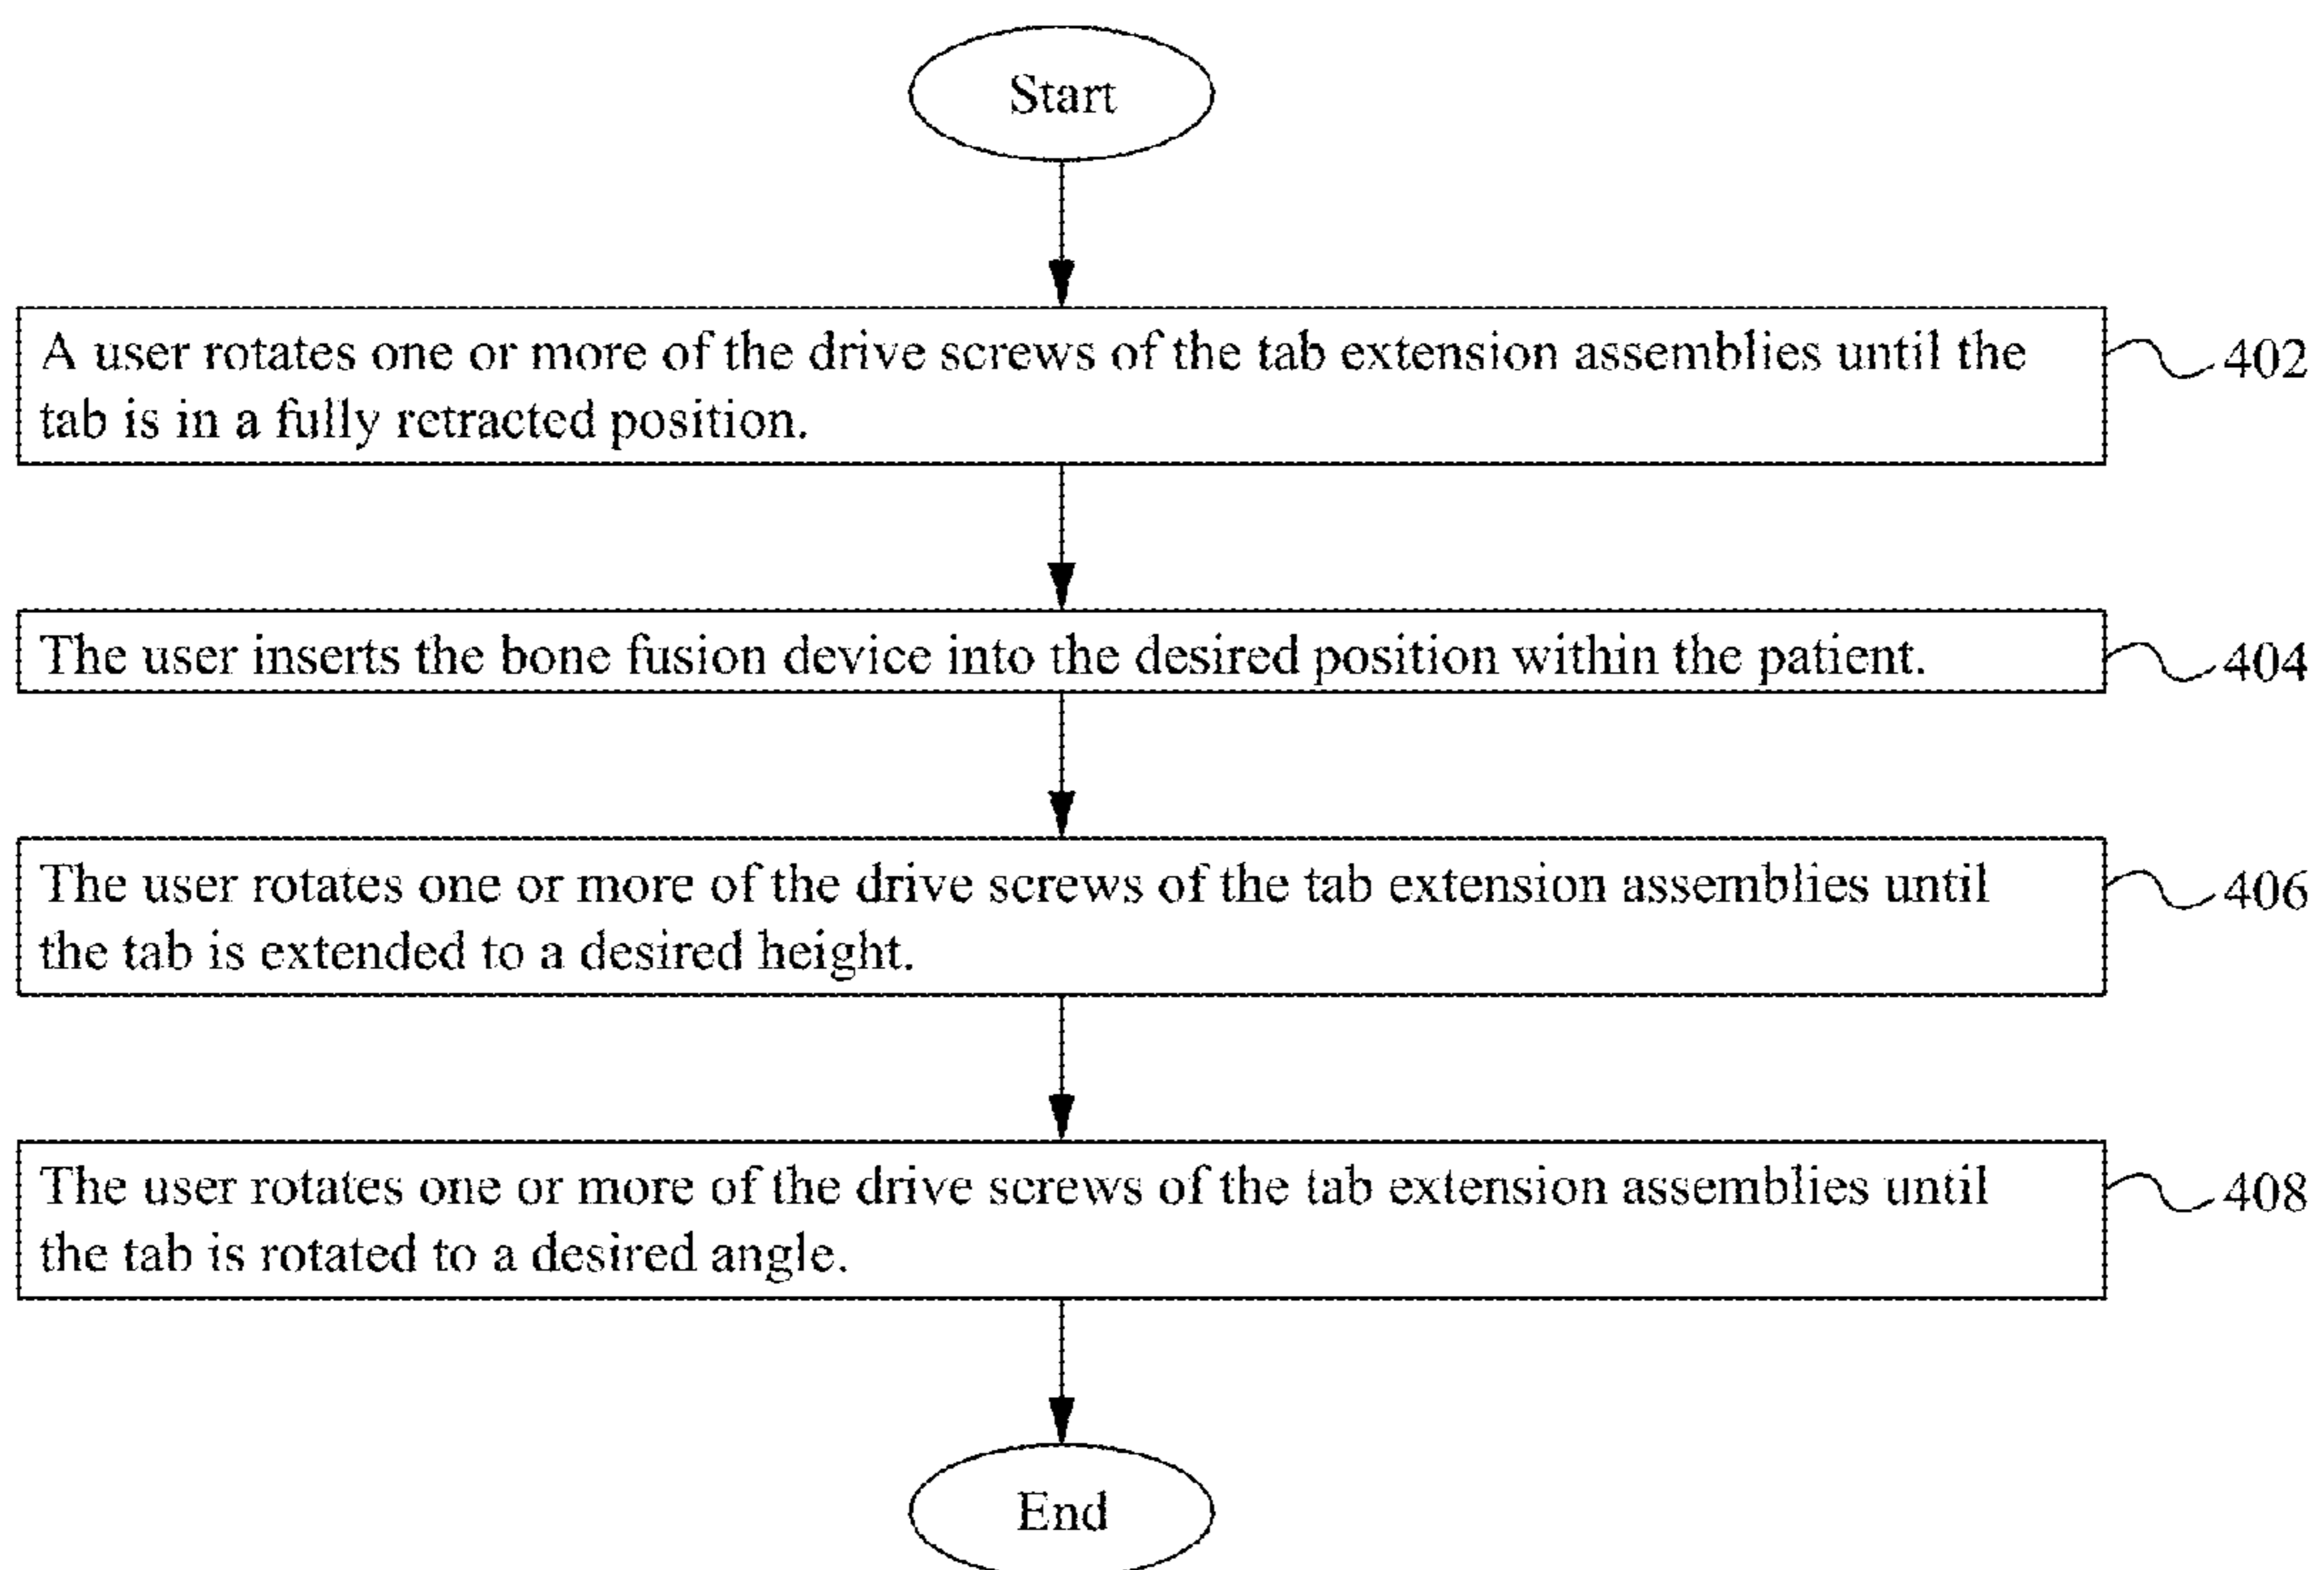 Start
A user rotates one or more of the drive screws of the tab extension assemblies until the
tab is in a fully retracted position.
402
The user inserts the bone fusion device into the desired position within the patient.
404
The user rotates one or more of the drive screws of the tab extension assemblies until
the tab is extended to a desired height.
406
The user rotates one or more of the drive screws of the tab extension assemblies until
the tab is rotated to a desired angle.
408
End